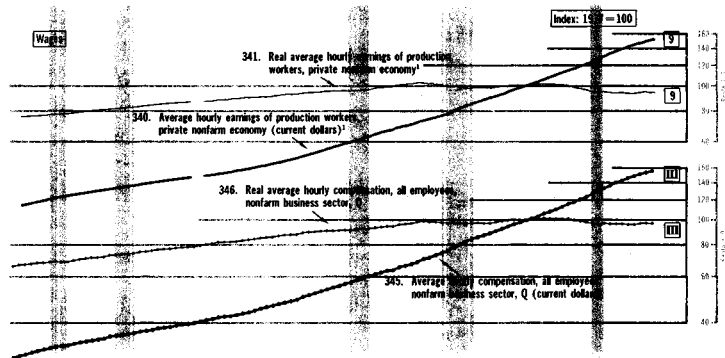 Index: 19 7 = 100
Wages
341. Real average hourly earnings of production
workers, private nonfarm economy¹
9
160
140
120
100
9
80
340. Average hourly earnings of production workers,
private nonfarm economy (current dollars)¹
60
III
160
140
346. Real average hourly compensation, all employees,
nonfarm business sector, Q
120
100
III
80
60
345. Average hourly compensation, all employees,
nonfarm business sector, Q (current dollars)
40